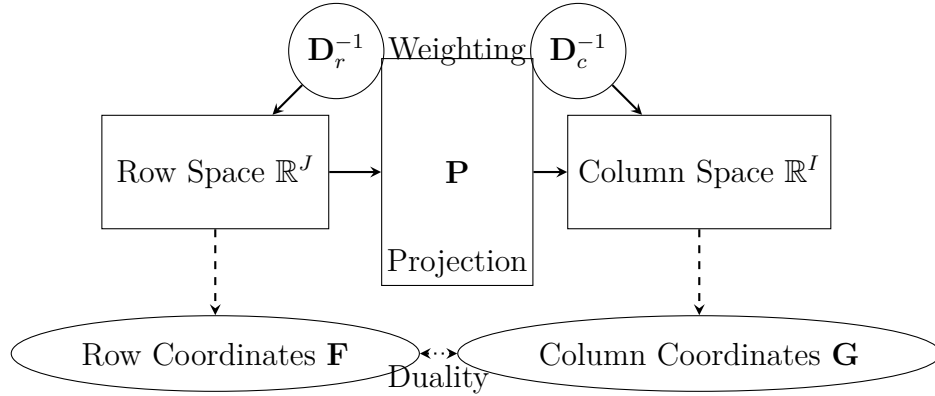 𝐃_r^{-1}
Weighting
𝐃_c^{-1}
Row Space ℝ^J
𝐏
Column Space ℝ^I
Projection
Row Coordinates 𝐅
Column Coordinates 𝐆
Duality